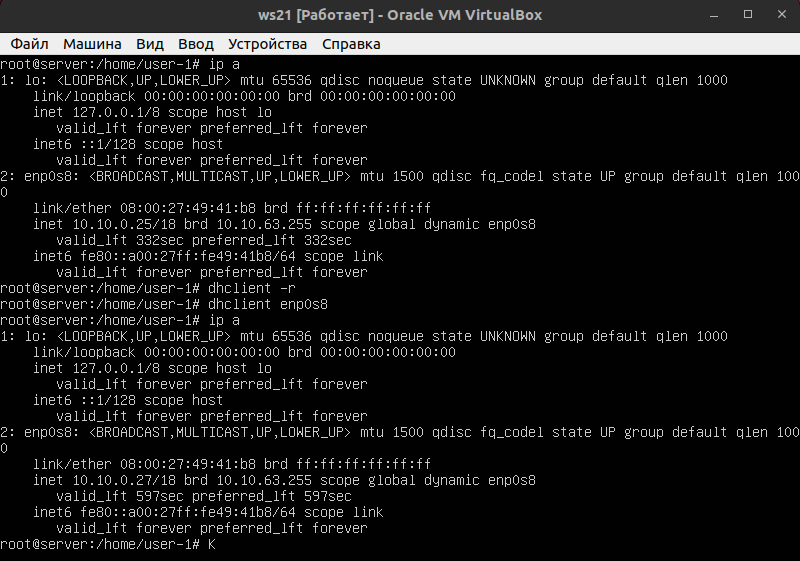 ws21 [Работает] - Oracle VM VirtualBox
Файл Машина Вид Ввод Устройства Справка
root@server:/home/user-1# ip a
1: lo: <LOOPBACK,UP,LOWER_UP> mtu 65536 qdisc noqueue state UNKNOWN group default qlen 1000
    link/loopback 00:00:00:00:00:00 brd 00:00:00:00:00:00
    inet 127.0.0.1/8 scope host lo
       valid_lft forever preferred_lft forever
    inet6 ::1/128 scope host
       valid_lft forever preferred_lft forever
2: enp0s8: <BROADCAST,MULTICAST,UP,LOWER_UP> mtu 1500 qdisc fq_codel state UP group default qlen 100
0
    link/ether 08:00:27:49:41:b8 brd ff:ff:ff:ff:ff:ff
    inet 10.10.0.25/18 brd 10.10.63.255 scope global dynamic enp0s8
       valid_lft 332sec preferred_lft 332sec
    inet6 fe80::a00:27ff:fe49:41b8/64 scope link
       valid_lft forever preferred_lft forever
root@server:/home/user-1# dhclient -r
root@server:/home/user-1# dhclient enp0s8
root@server:/home/user-1# ip a
1: lo: <LOOPBACK,UP,LOWER_UP> mtu 65536 qdisc noqueue state UNKNOWN group default qlen 1000
    link/loopback 00:00:00:00:00:00 brd 00:00:00:00:00:00
    inet 127.0.0.1/8 scope host lo
       valid_lft forever preferred_lft forever
    inet6 ::1/128 scope host
       valid_lft forever preferred_lft forever
2: enp0s8: <BROADCAST,MULTICAST,UP,LOWER_UP> mtu 1500 qdisc fq_codel state UP group default qlen 100
0
    link/ether 08:00:27:49:41:b8 brd ff:ff:ff:ff:ff:ff
    inet 10.10.0.27/18 brd 10.10.63.255 scope global dynamic enp0s8
       valid_lft 597sec preferred_lft 597sec
    inet6 fe80::a00:27ff:fe49:41b8/64 scope link
       valid_lft forever preferred_lft forever
root@server:/home/user-1# K